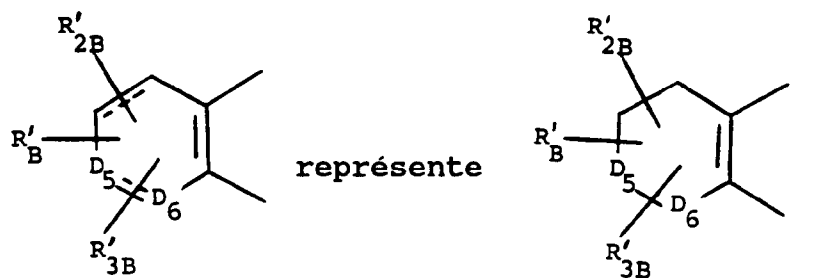 R'2B R'2B
R'B R'B
D5 D6 représente D5 D6
R'3B R'3B